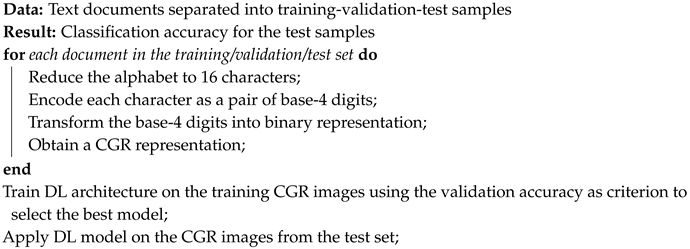 Data: Text documents separated into training-validation-test samples
Result: Classification accuracy for the test samples
for each document in the training/validation/test set do
Reduce the alphabet to 16 characters;
Encode each character as a pair of base-4 digits;
Transform the base-4 digits into binary representation;
Obtain a CGR representation;
end
Train DL architecture on the training CGR images using the validation accuracy as criterion to
select the best model;
Apply DL model on the CGR images from the test set;